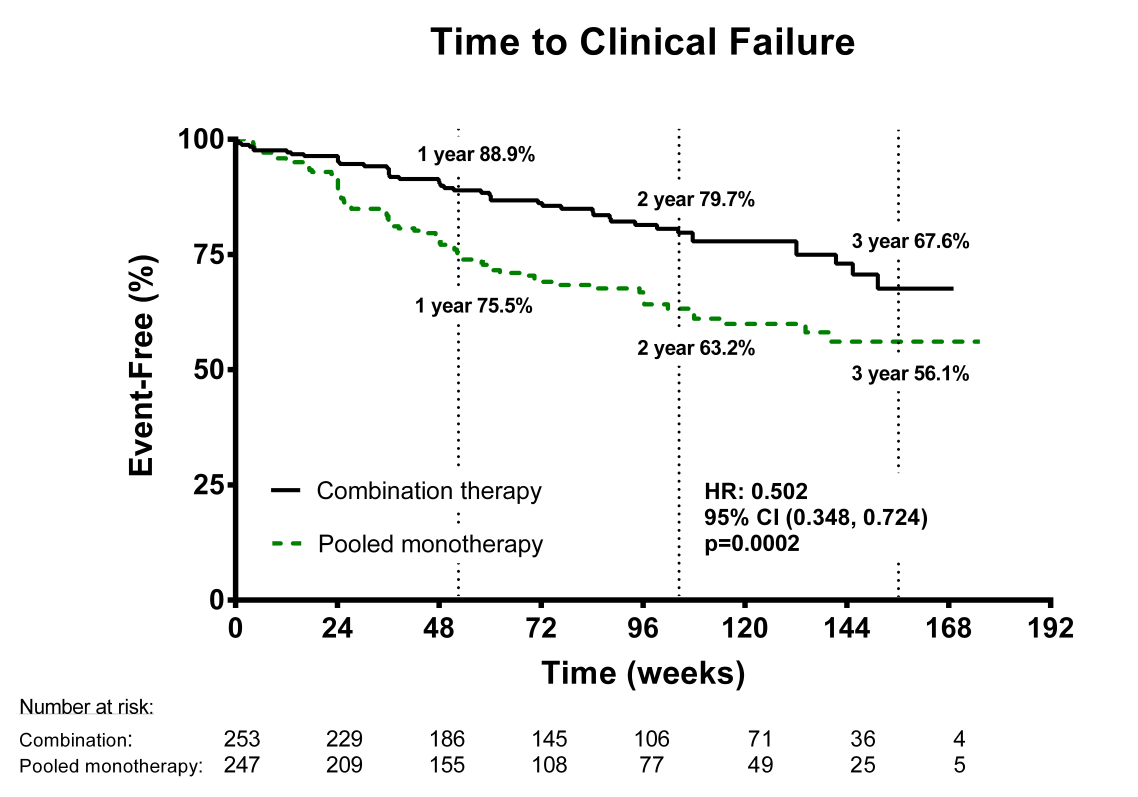 Time to Clinical Failure
100
75
50
25
0
Event-Free (%)
1 year 88.9%
2 year 79.7%
3 year 67.6%
1 year 75.5%
2 year 63.2%
3 year 56.1%
Combination therapy
Pooled monotherapy
HR: 0.502
95% CI (0.348, 0.724)
p=0.0002
0 24 48 72 96 120 144 168 192
Time (weeks)
Number at risk:
Combination: 253 229 186 145 106 71 36 4
Pooled monotherapy: 247 209 155 108 77 49 25 5